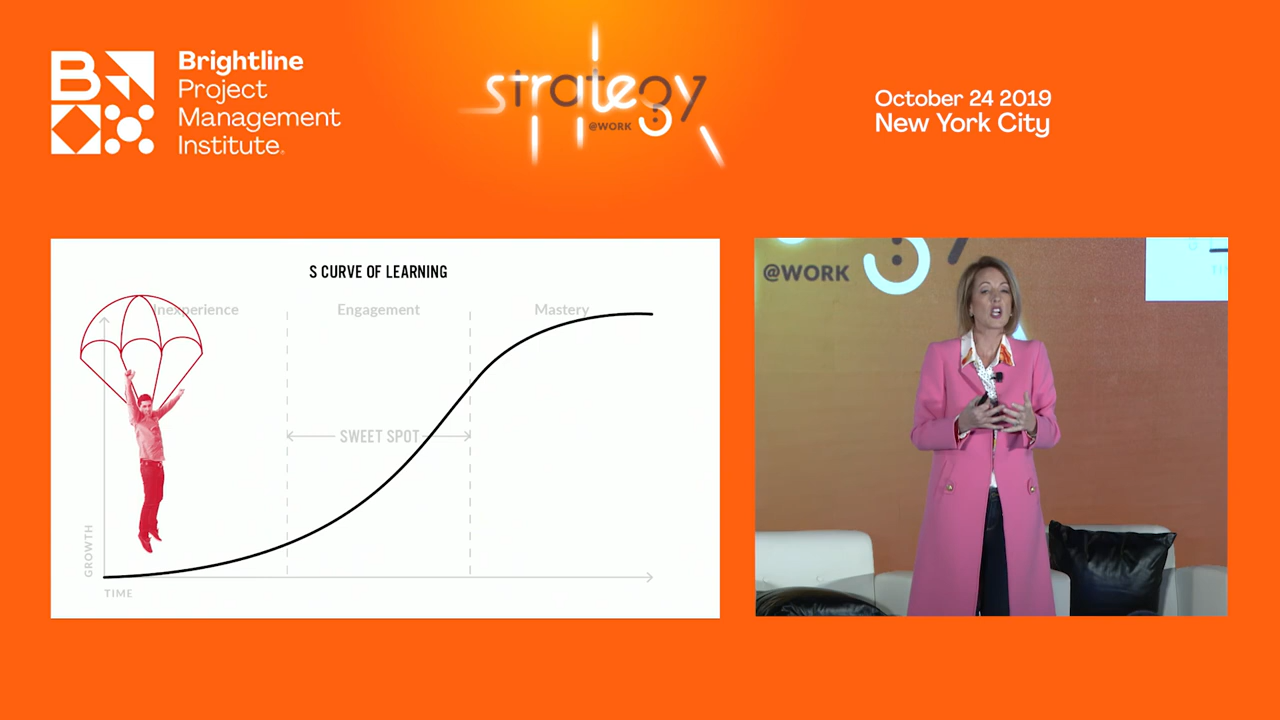 Brightline
Project
Management
Institute
strategy
@WORK
October 24 2019
New York City
S CURVE OF LEARNING
Inexperience
Engagement
Mastery
SWEET SPOT
GROWTH
TIME
@WORK